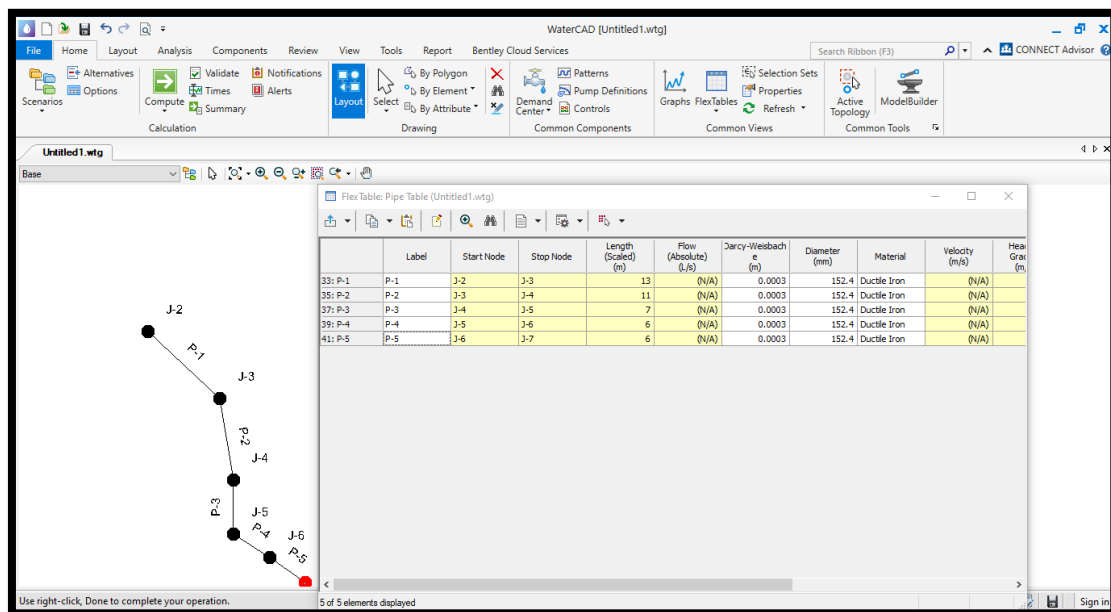 WaterCAD [Untitled1.wtg]
File Home Layout Analysis Components Review View Tools Report Bentley Cloud Services Search Ribbon (F3) CONNECT Advisor
Scenarios Alternatives Options Compute Validate Times Summary Notifications Alerts
Calculation
Layout Select By Polygon By Element By Attribute
Drawing
Demand Center Patterns Pump Definitions Controls
Common Components
Graphs FlexTables Selection Sets Properties Refresh
Common Views
Active Topology ModelBuilder
Common Tools
Untitled1.wtg
Base
FlexTable: Pipe Table (Untitled1.wtg)
Label Start Node Stop Node Length (Scaled) (m) Flow (Absolute) (L/s) Darcy-Weisbach e (m) Diameter (mm) Material Velocity (m/s)
33: P-1 P-1 J-2 J-3 13 (N/A) 0.0003 152.4 Ductile Iron (N/A)
35: P-2 P-2 J-3 J-4 11 (N/A) 0.0003 152.4 Ductile Iron (N/A)
37: P-3 P-3 J-4 J-5 7 (N/A) 0.0003 152.4 Ductile Iron (N/A)
39: P-4 P-4 J-5 J-6 6 (N/A) 0.0003 152.4 Ductile Iron (N/A)
41: P-5 P-5 J-6 J-7 6 (N/A) 0.0003 152.4 Ductile Iron (N/A)
J-2
P-1
J-3
P-2
J-4
P-3
J-5
P-4
J-6
P-5
5 of 5 elements displayed
Use right-click, Done to complete your operation.
Sign in